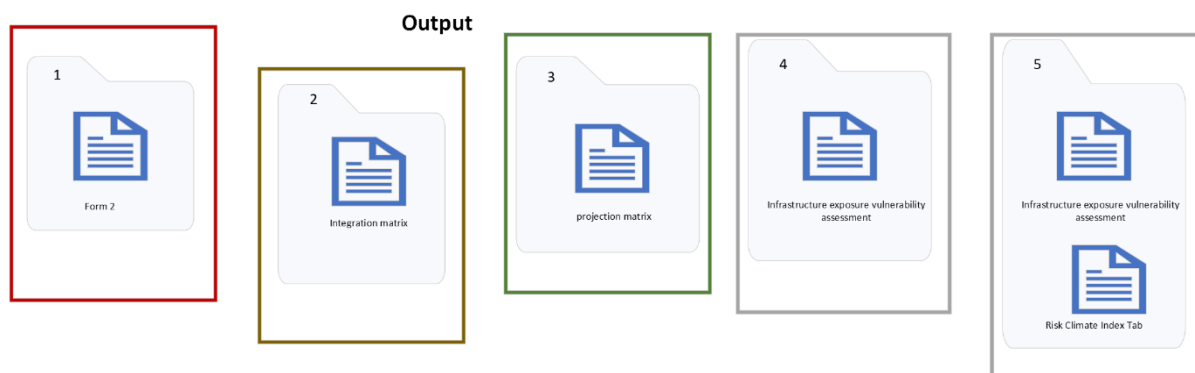 Output
1
Form 2
2
Integration matrix
3
projection matrix
4
Infrastructure exposure vulnerability
assessment
5
Infrastructure exposure vulnerability
assessment
Risk Climate Index Tab